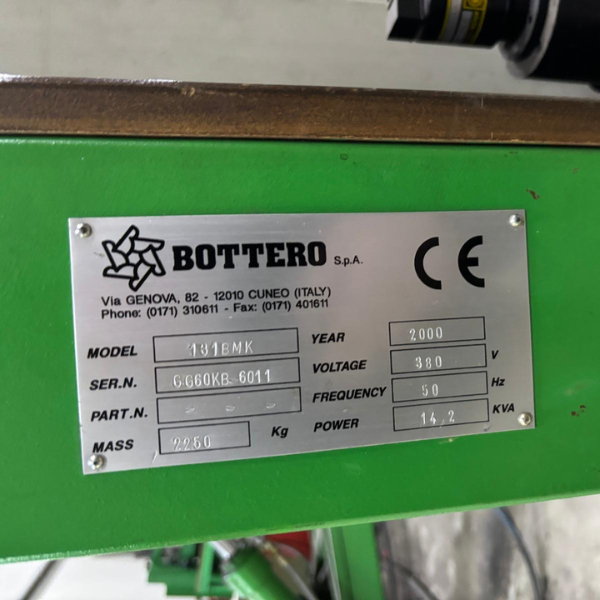 BOTTERO S.p.A.
CE
Via GENOVA, 82 - 12010 CUNEO (ITALY)
Phone: (0171) 310611 - Fax: (0171) 401611
MODEL 131BMK YEAR 2000
SER.N. 6011 VOLTAGE 380 V
PART.N. - - - FREQUENCY 50 Hz
MASS 2250 Kg POWER 14,2 KVA